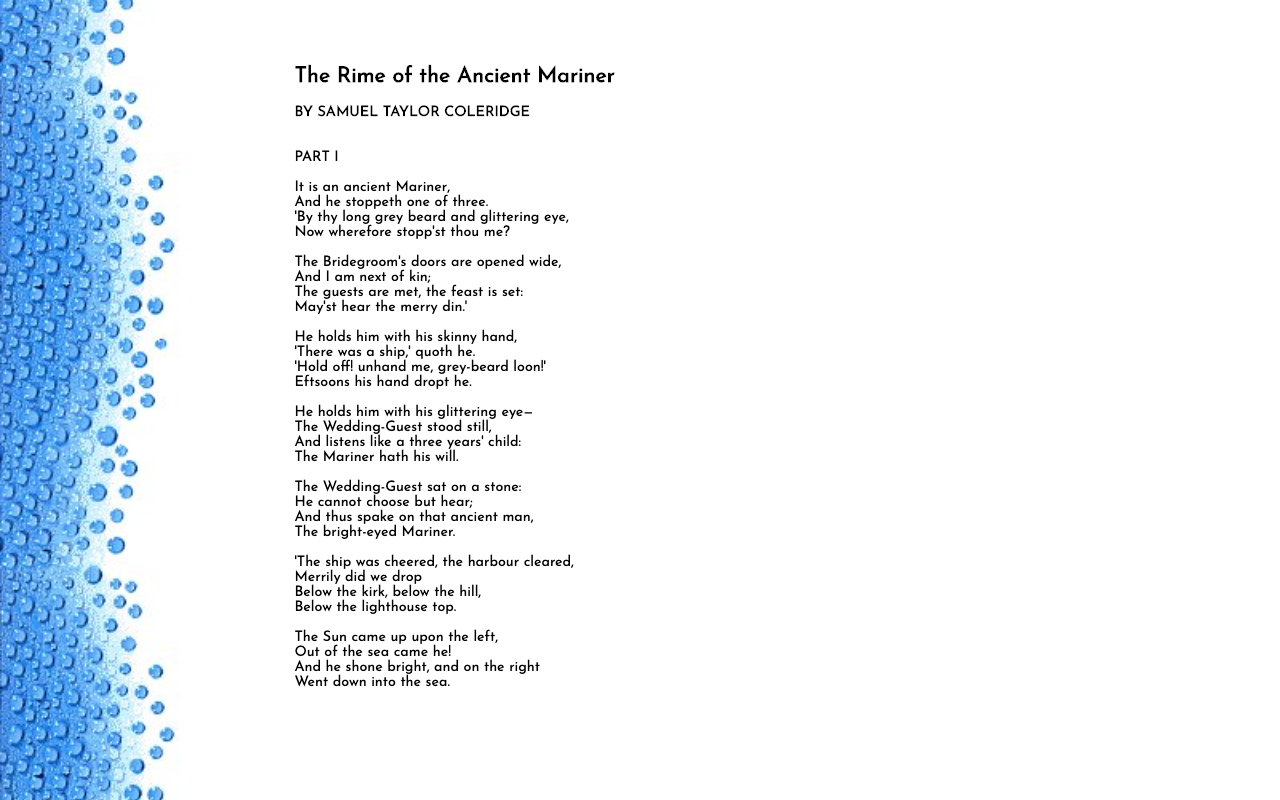 The Rime of the Ancient Mariner
BY SAMUEL TAYLOR COLERIDGE
PART I
It is an ancient Mariner,
And he stoppeth one of three.
'By thy long grey beard and glittering eye,
Now wherefore stopp'st thou me?
The Bridegroom's doors are opened wide,
And I am next of kin;
The guests are met, the feast is set:
May'st hear the merry din.'
He holds him with his skinny hand,
'There was a ship,' quoth he.
'Hold off! unhand me, grey-beard loon!'
Eftsoons his hand dropt he.
He holds him with his glittering eye—
The Wedding-Guest stood still,
And listens like a three years' child:
The Mariner hath his will.
The Wedding-Guest sat on a stone:
He cannot choose but hear;
And thus spake on that ancient man,
The bright-eyed Mariner.
'The ship was cheered, the harbour cleared,
Merrily did we drop
Below the kirk, below the hill,
Below the lighthouse top.
The Sun came up upon the left,
Out of the sea came he!
And he shone bright, and on the right
Went down into the sea.